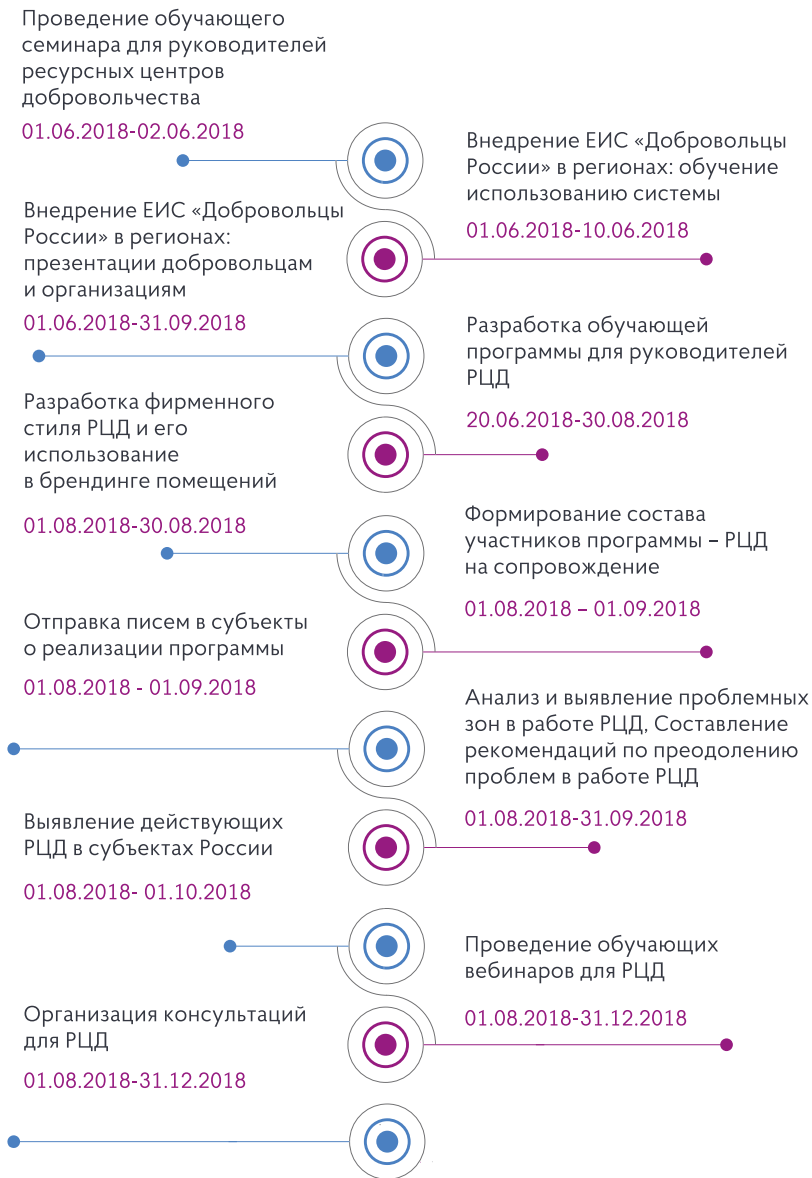 Проведение обучающего
семинара для руководителей
ресурсных центров
добровольчества
01.06.2018-02.06.2018
Внедрение ЕИС «Добровольцы
России» в регионах: обучение
использованию системы
01.06.2018-10.06.2018
Внедрение ЕИС «Добровольцы
России» в регионах:
презентации добровольцам
и организациям
01.06.2018-31.09.2018
Разработка обучающей
программы для руководителей
РЦД
20.06.2018-30.08.2018
Разработка фирменного
стиля РЦД и его
использование
в брендинге помещений
01.08.2018-30.08.2018
Формирование состава
участников программы – РЦД
на сопровождение
01.08.2018 – 01.09.2018
Отправка писем в субъекты
о реализации программы
01.08.2018 - 01.09.2018
Анализ и выявление проблемных
зон в работе РЦД, Составление
рекомендаций по преодолению
проблем в работе РЦД
01.08.2018-31.09.2018
Выявление действующих
РЦД в субъектах России
01.08.2018- 01.10.2018
Проведение обучающих
вебинаров для РЦД
01.08.2018-31.12.2018
Организация консультаций
для РЦД
01.08.2018-31.12.2018